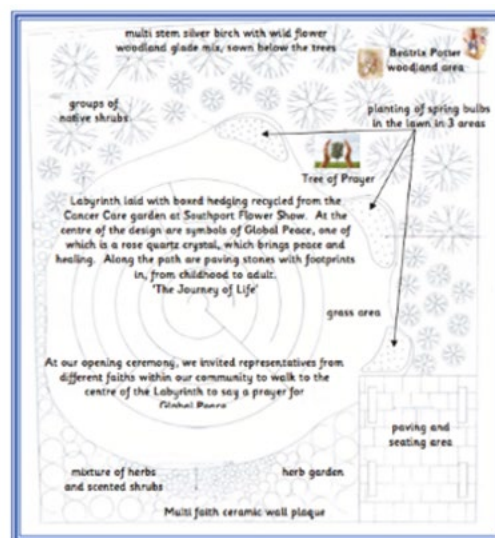 multi stem silver birch with wild flower
woodland glade mix, sown below the trees
Beatrix Potter
woodland area
groups of
native shrubs
planting of spring bulbs
in the lawn in 3 areas
Tree of Prayer
Labyrinth laid with boxed hedging recycled from the
Cancer Care garden at Southport Flower Show. At the
centre of the design are symbols of Global Peace, one of
which is a rose quartz crystal, which brings peace and
healing. Along the path are paving stones with footprints
in, from childhood to adult.
'The Journey of Life'
grass area
At our opening ceremony, we invited representatives from
different faiths within our community to walk to the
centre of the Labyrinth to say a prayer for
Global Peace
paving and
seating area
mixture of herbs
and scented shrubs
herb garden
Multi faith ceramic wall plaque